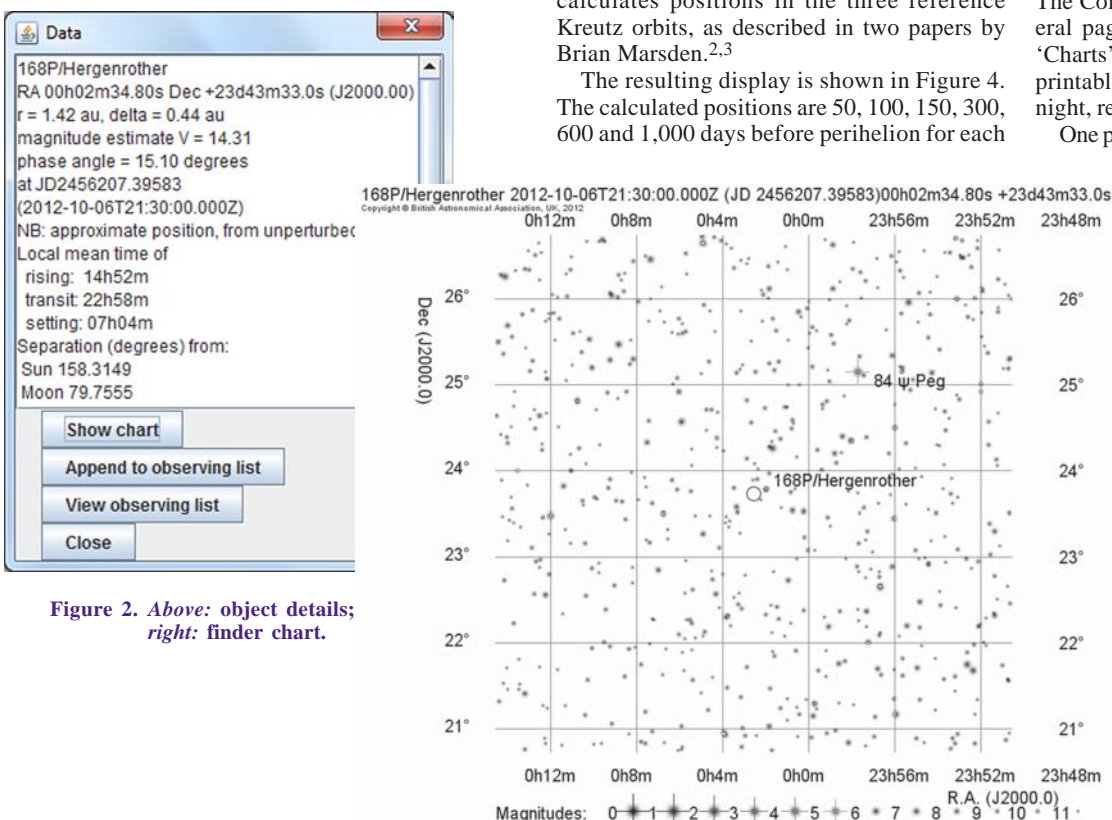 Data
168P/Hergenrother
RA 00h02m34.80s Dec +23d43m33.0s (J2000.00)
r = 1.42 au, delta = 0.44 au
magnitude estimate V = 14.31
phase angle = 15.10 degrees
at JD2456207.39583
(2012-10-06T21:30:00.000Z)
NB: approximate position, from unperturbed
Local mean time of
rising: 14h52m
transit: 22h58m
setting: 07h04m
Separation (degrees) from:
Sun 158.3149
Moon 79.7555
Show chart
Append to observing list
View observing list
Close
Figure 2. Above: object details;
right: finder chart.
calculates positions in the three reference
Kreutz orbits, as described in two papers by
Brian Marsden.2,3
The resulting display is shown in Figure 4.
The calculated positions are 50, 100, 150, 300,
600 and 1,000 days before perihelion for each
eral pag
'Charts'
printabl
night, re
One p
168P/Hergenrother 2012-10-06T21:30:00.000Z (JD 2456207.39583)00h02m34.80s +23d43m33.0s
Copyright © British Astronomical Association, UK, 2012
0h12m 0h8m 0h4m 0h0m 23h56m 23h52m 23h48m
Dec (J2000.0)
26° 26°
84 ψ Peg
25° 25°
24° 24°
168P/Hergenrother
23° 23°
22° 22°
21° 21°
0h12m 0h8m 0h4m 0h0m 23h56m 23h52m 23h48m
R.A. (J2000.0)
Magnitudes: 0 1 2 3 4 5 6 7 8 9 10 11